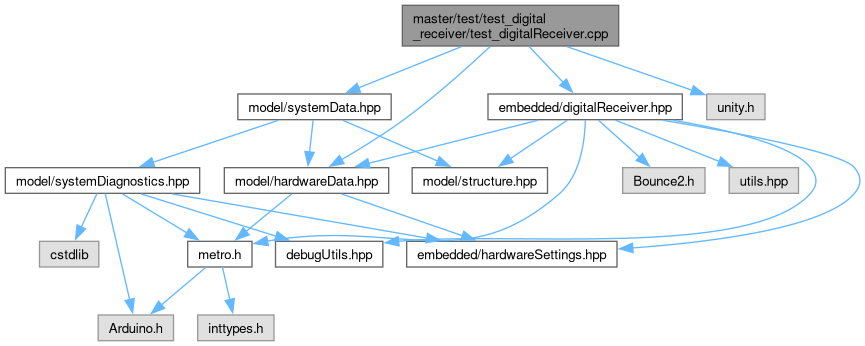 master/test/test_digital
_receiver/test_digitalReceiver.cpp
model/systemData.hpp
embedded/digitalReceiver.hpp
unity.h
model/systemDiagnostics.hpp
model/hardwareData.hpp
model/structure.hpp
Bounce2.h
utils.hpp
cstdlib
metro.h
debugUtils.hpp
embedded/hardwareSettings.hpp
Arduino.h
inttypes.h